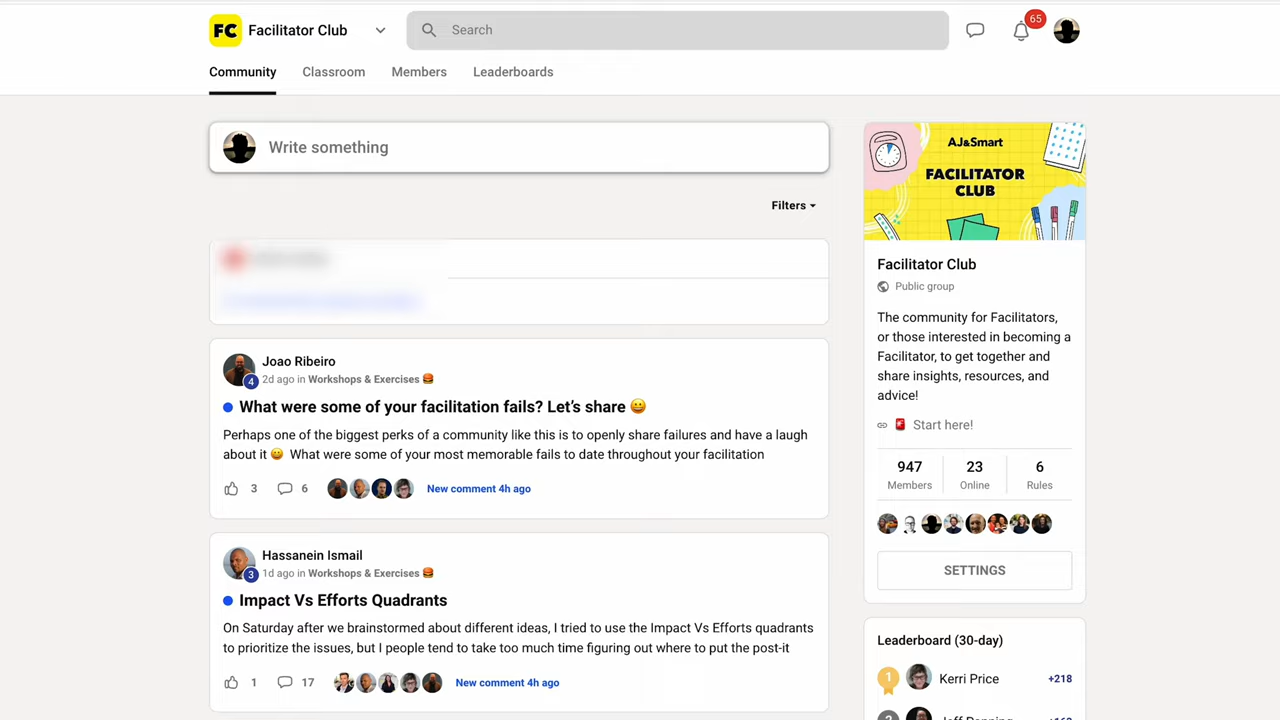 FC Facilitator Club
Search
65
Community Classroom Members Leaderboards
Write something
Filters
Joao Ribeiro
4
2d ago in Workshops & Exercises 🍔
What were some of your facilitation fails? Let's share 😀
Perhaps one of the biggest perks of a community like this is to openly share failures and have a laugh
about it 😀 What were some of your most memorable fails to date throughout your facilitation
3 6 New comment 4h ago
Hassanein Ismail
3
1d ago in Workshops & Exercises 🍔
Impact Vs Efforts Quadrants
On Saturday after we brainstormed about different ideas, I tried to use the Impact Vs Efforts quadrants
to prioritize the issues, but I people tend to take too much time figuring out where to put the post-it
1 17 New comment 4h ago
AJ&Smart
FACILITATOR
CLUB
Facilitator Club
Public group
The community for Facilitators,
or those interested in becoming a
Facilitator, to get together and
share insights, resources, and
advice!
🚨 Start here!
947 23 6
Members Online Rules
SETTINGS
Leaderboard (30-day)
1 Kerri Price +218